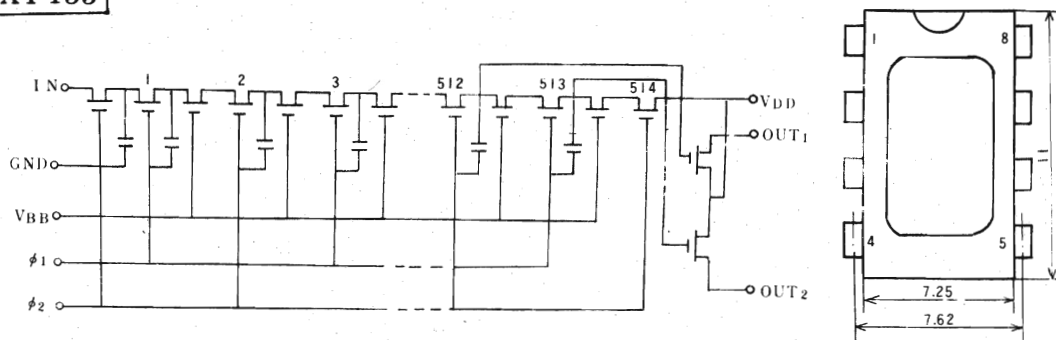 1 2 3 512 513 514
IN
VDD
OUT1
GND
VBB
φ1
φ2
OUT2
1 8
4 5
7.25
7.62